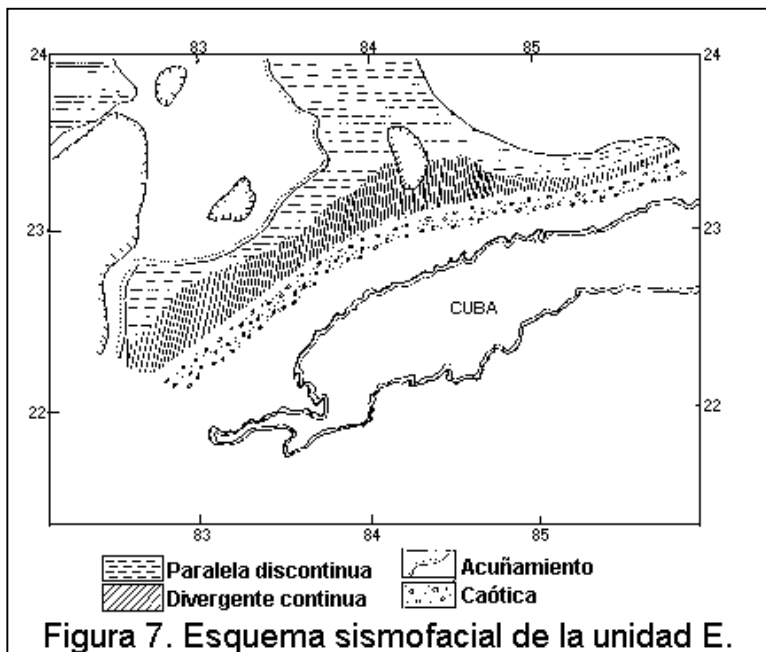 83 84 85
24 24
23 23
CUBA
22 22
83 84 85
Paralela discontinua Acuñamiento
Divergente continua Caótica
Figura 7. Esquema sismofacial de la unidad E.